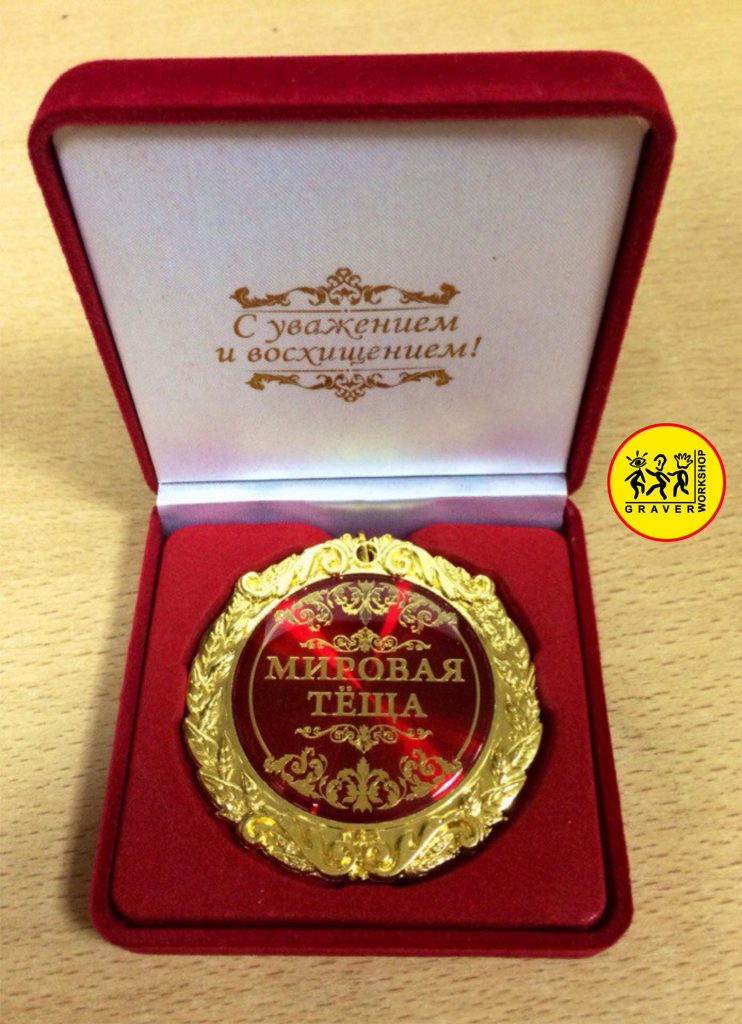 С уважением
и восхищением!
МИРОВАЯ
ТЁЩА
GRAVER
WORKSHOP